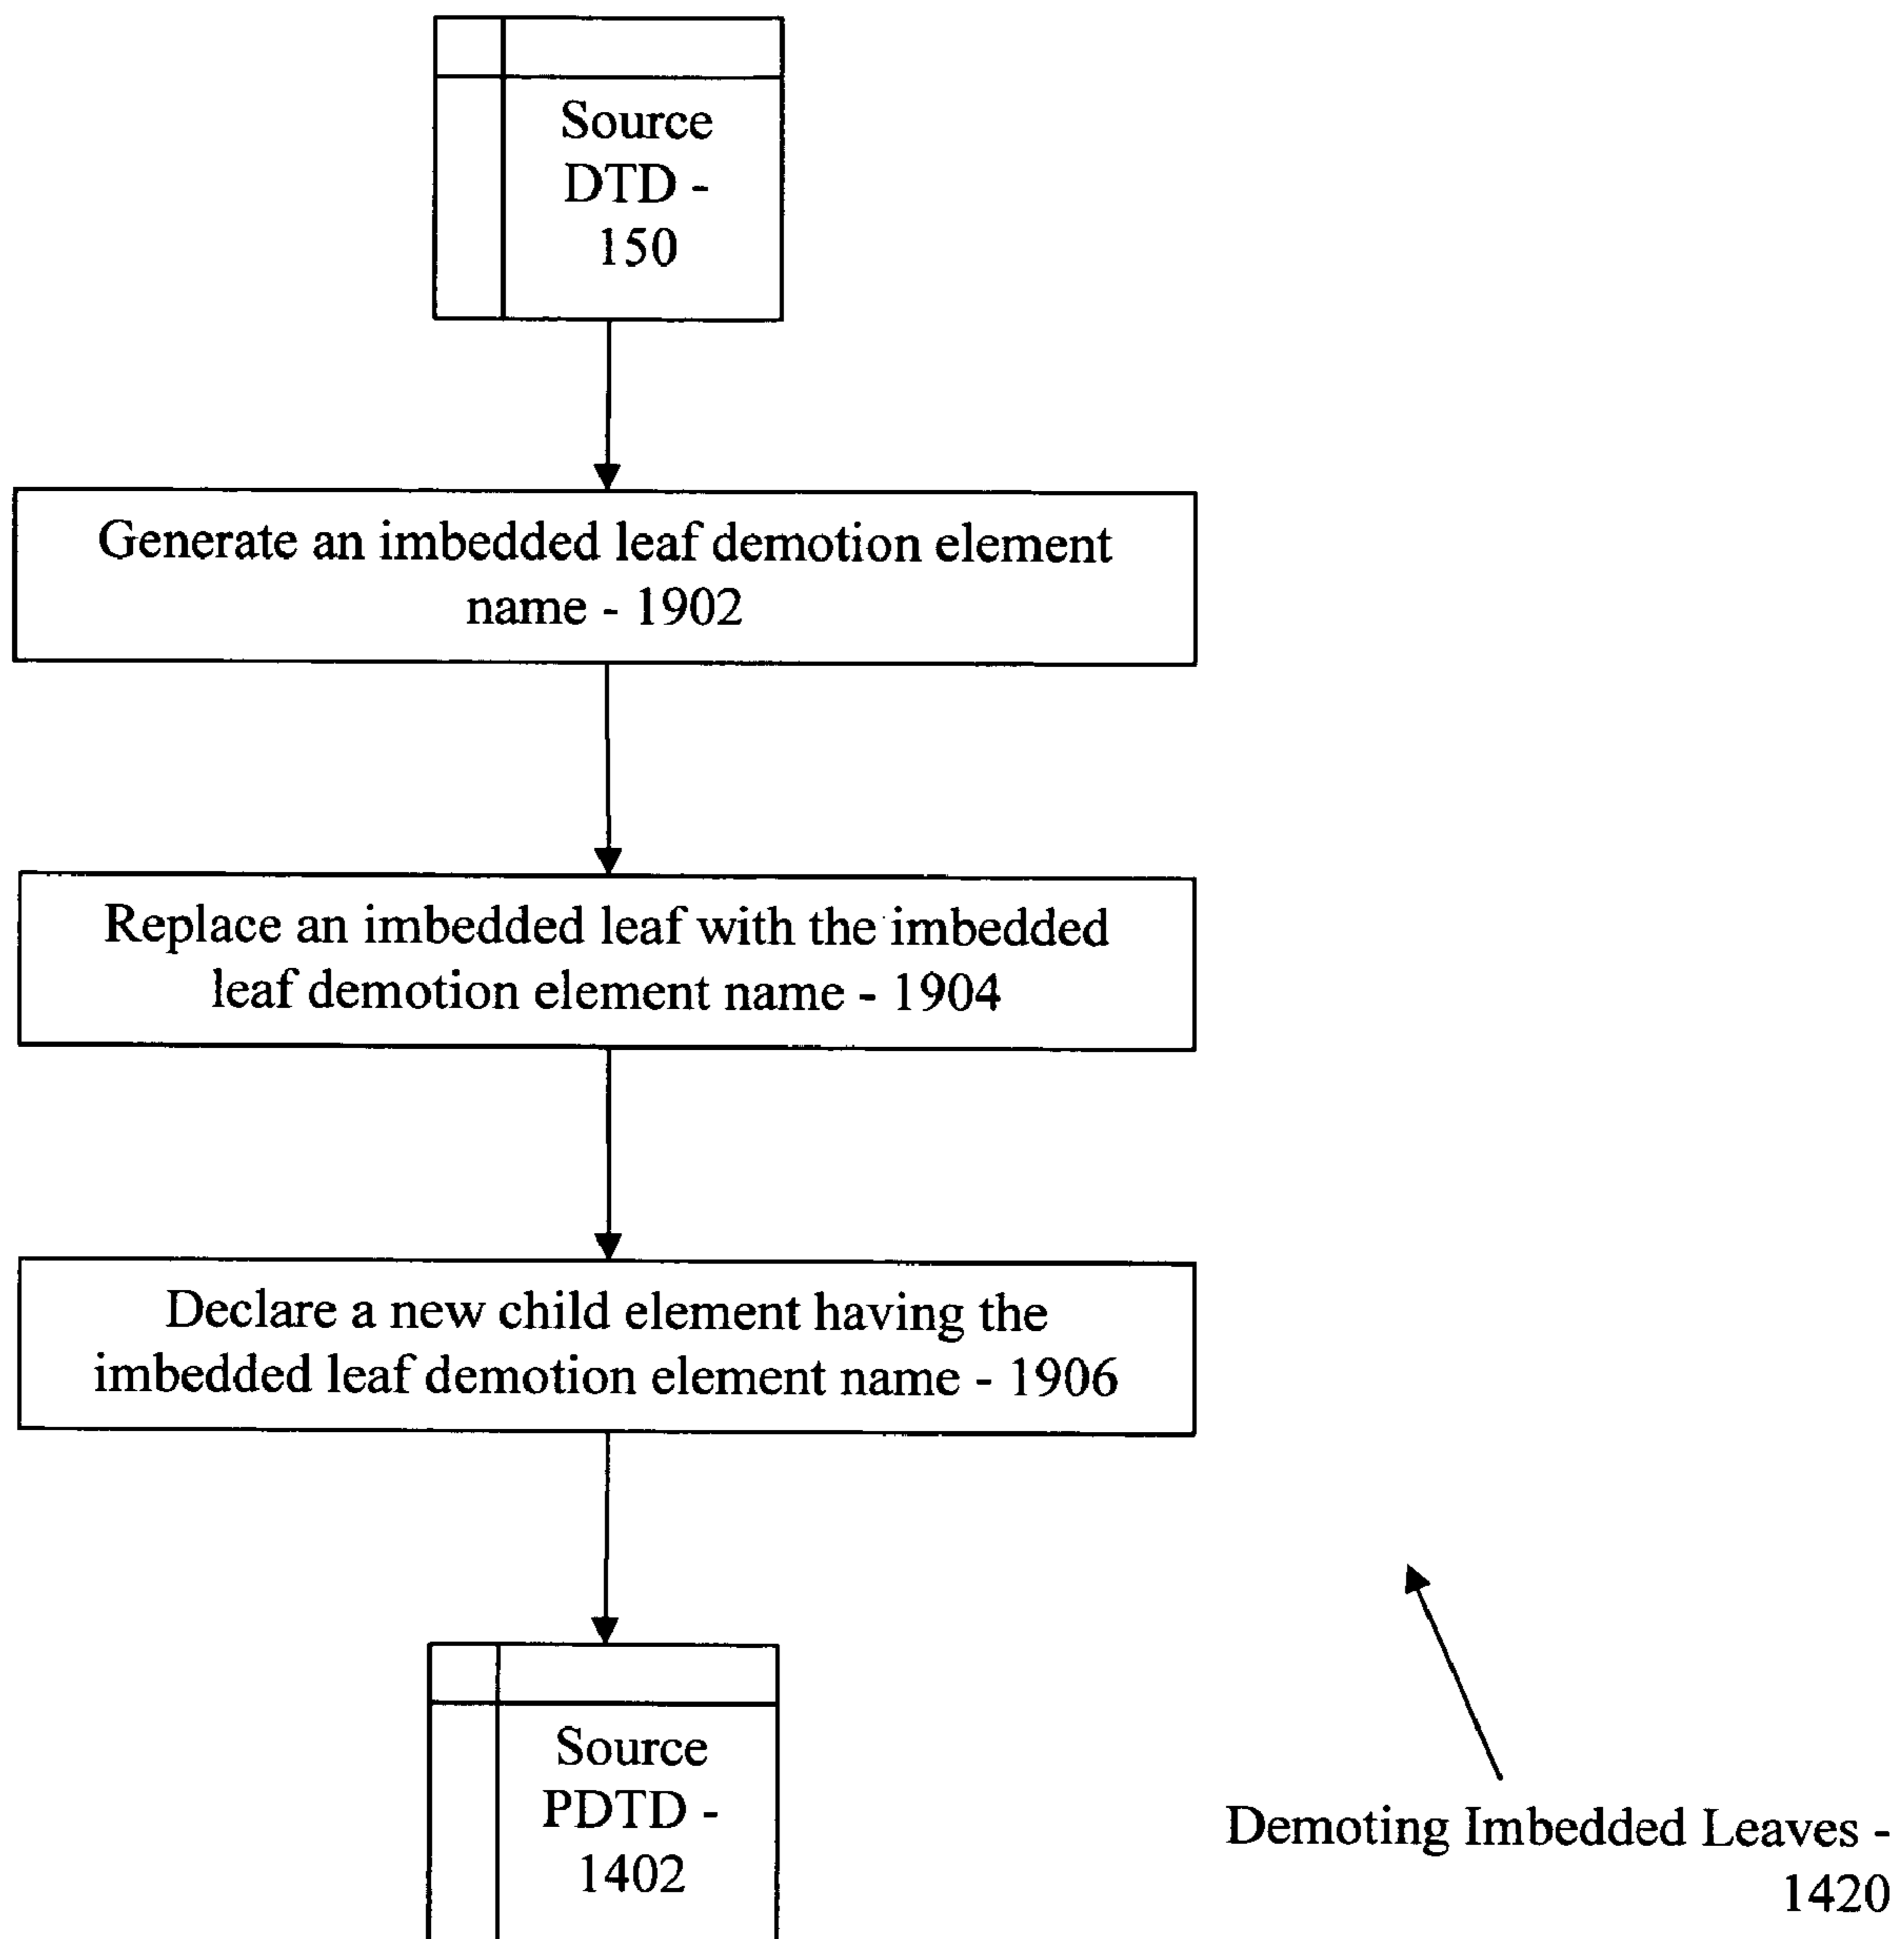 Source
DTD -
150
Generate an imbedded leaf demotion element
name - 1902
Replace an imbedded leaf with the imbedded
leaf demotion element name - 1904
Declare a new child element having the
imbedded leaf demotion element name - 1906
Source
PDTD -
1402
Demoting Imbedded Leaves -
1420